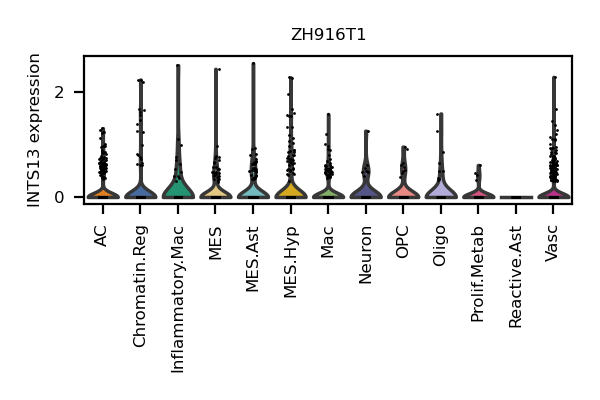 ZH916T1
INTS13 expression
2
0
AC
Chromatin.Reg
Inflammatory.Mac
MES
MES.Ast
MES.Hyp
Mac
Neuron
OPC
Oligo
Prolif.Metab
Reactive.Ast
Vasc